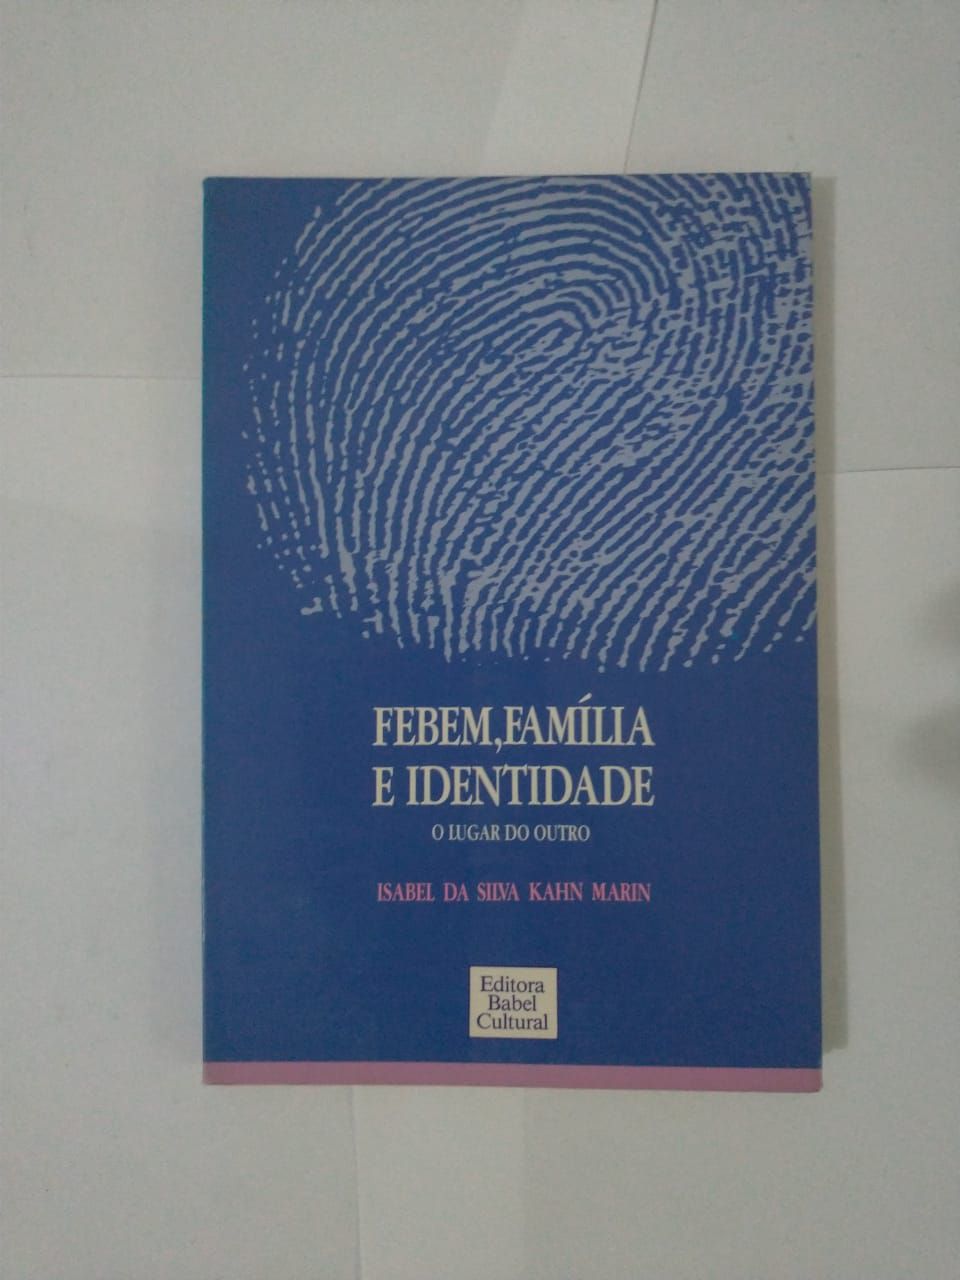 FEBEM, FAMÍLIA
E IDENTIDADE
O LUGAR DO OUTRO
ISABEL DA SILVA KAHN MARIN
Editora
Babel
Cultural